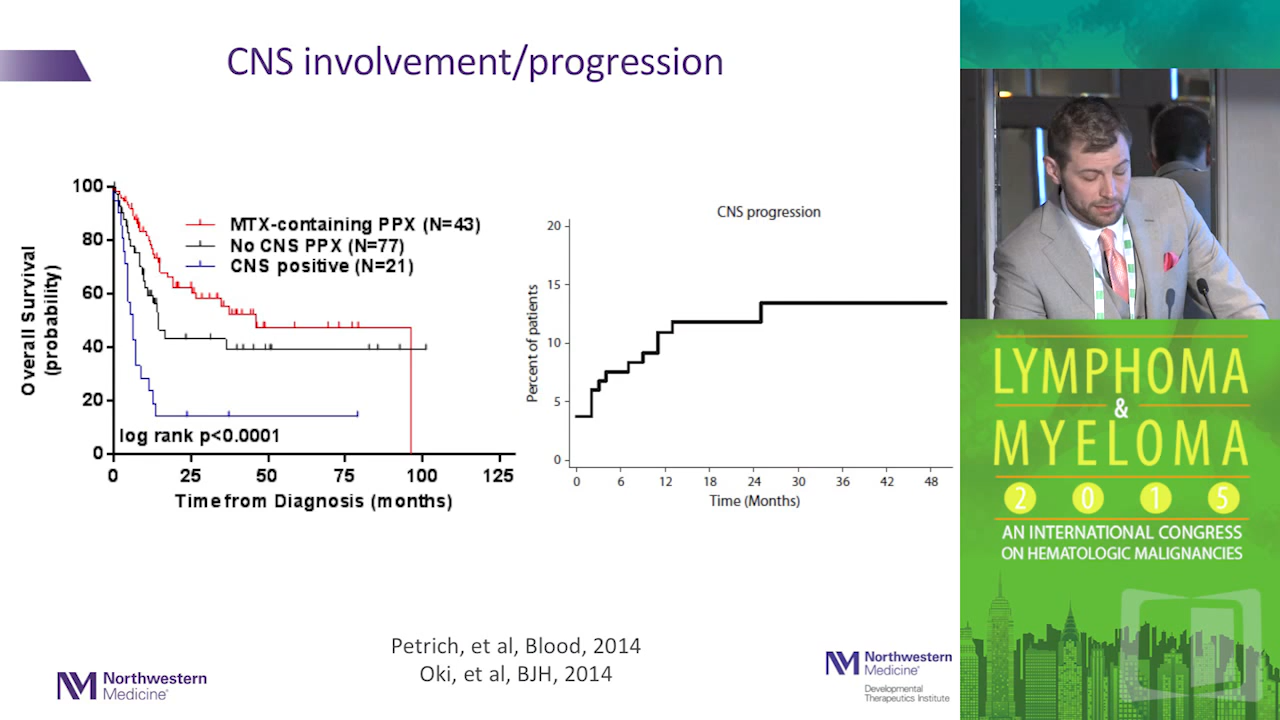 CNS involvement/progression
100
80
60
40
20
0
Overall Survival
(probability)
MTX-containing PPX (N=43)
No CNS PPX (N=77)
CNS positive (N=21)
log rank p<0.0001
0 25 50 75 100 125
Time from Diagnosis (months)
CNS progression
20
15
10
5
0
Percent of patients
0 6 12 18 24 30 36 42 48
Time (Months)
Petrich, et al, Blood, 2014
Oki, et al, BJH, 2014
NM Northwestern
Medicine®
NM Northwestern
Medicine®
Developmental
Therapeutics Institute
LYMPHOMA
&
MYELOMA
2015
AN INTERNATIONAL CONGRESS
ON HEMATOLOGIC MALIGNANCIES